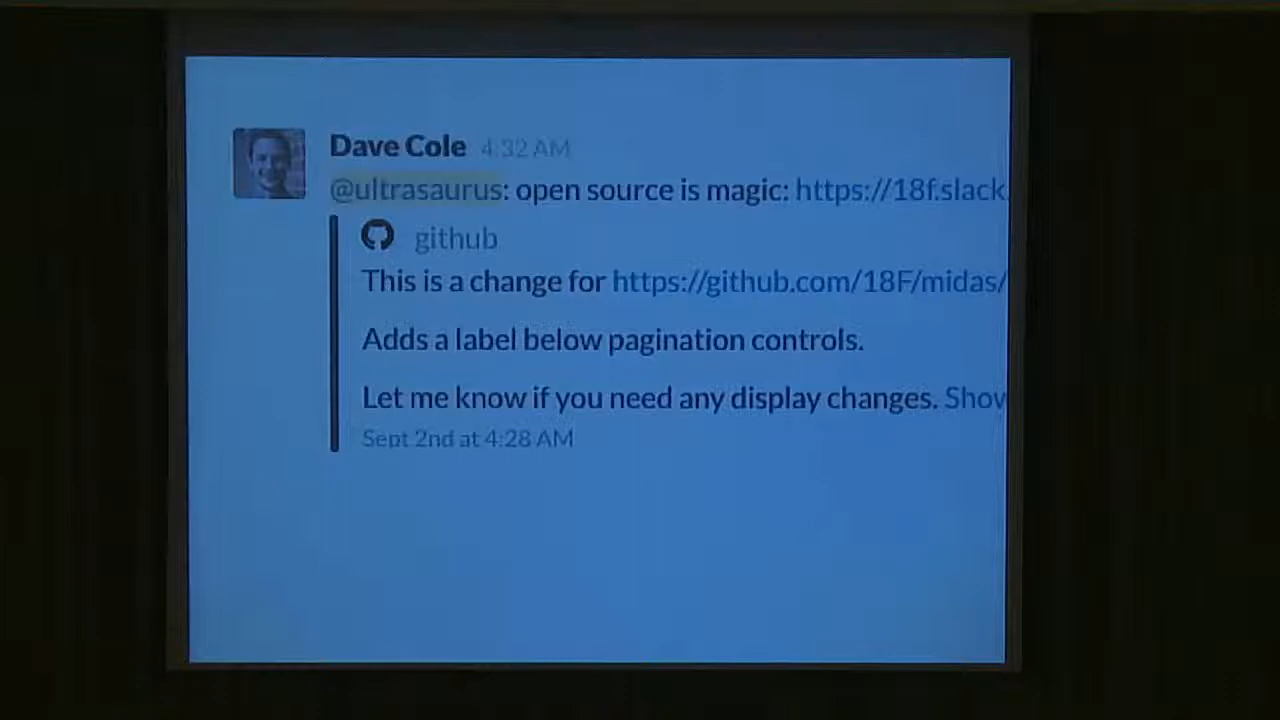 Dave Cole 4:32 AM
@ultrasaurus: open source is magic: https://18f.slack.
github
This is a change for https://github.com/18F/midas/
Adds a label below pagination controls.
Let me know if you need any display changes. Show
Sept 2nd at 4:28 AM